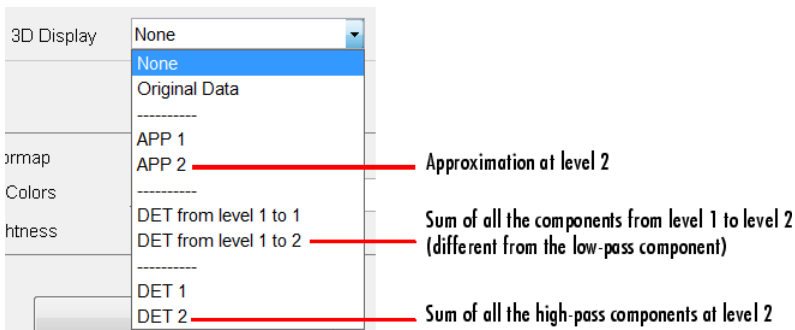 3D Display
None
None
Original Data
----------
APP 1
APP 2
Approximation at level 2
ormap
Colors
htness
----------
DET from level 1 to 1
DET from level 1 to 2
Sum of all the components from level 1 to level 2
(different from the low-pass component)
----------
DET 1
DET 2
Sum of all the high-pass components at level 2